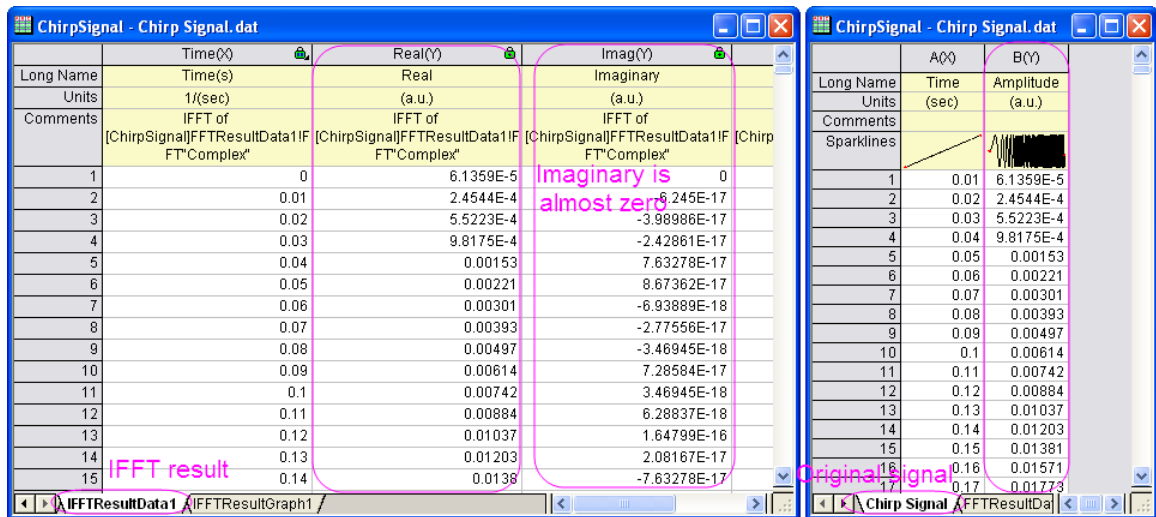 ChirpSignal - Chirp Signal.dat
Time(X) Real(Y) Imag(Y)
Long Name Time(s) Real Imaginary
Units 1/(sec) (a.u.) (a.u.)
Comments IFFT of IFFT of IFFT of
[ChirpSignal]FFTResultData1!F [ChirpSignal]FFTResultData1!F [ChirpSignal]FFTResultData1!F [Chirp
FT"Complex" FT"Complex" FT"Complex"
1 0 6.1359E-5 0
2 0.01 2.4544E-4 -6.245E-17
3 0.02 5.5223E-4 -3.98986E-17
4 0.03 9.8175E-4 -2.42861E-17
5 0.04 0.00153 7.63278E-17
6 0.05 0.00221 8.67362E-17
7 0.06 0.00301 -6.93889E-18
8 0.07 0.00393 -2.77556E-17
9 0.08 0.00497 -3.46945E-18
10 0.09 0.00614 7.28584E-17
11 0.1 0.00742 3.46945E-18
12 0.11 0.00884 6.28837E-18
13 0.12 0.01037 1.64799E-16
14 0.13 0.01203 2.08167E-17
15 0.14 0.0138 -7.63278E-17
Imaginary is
almost zero
IFFT result
IFFTResultData1 IFFTResultGraph1
ChirpSignal - Chirp Signal.dat
A(X) B(Y)
Long Name Time Amplitude
Units (sec) (a.u.)
Comments
Sparklines
1 0.01 6.1359E-5
2 0.02 2.4544E-4
3 0.03 5.5223E-4
4 0.04 9.8175E-4
5 0.05 0.00153
6 0.06 0.00221
7 0.07 0.00301
8 0.08 0.00393
9 0.09 0.00497
10 0.1 0.00614
11 0.11 0.00742
12 0.12 0.00884
13 0.13 0.01037
14 0.14 0.01203
15 0.15 0.01381
16 0.16 0.01571
17 0.17 0.01773
Original signal
Chirp Signal FFTResultDa